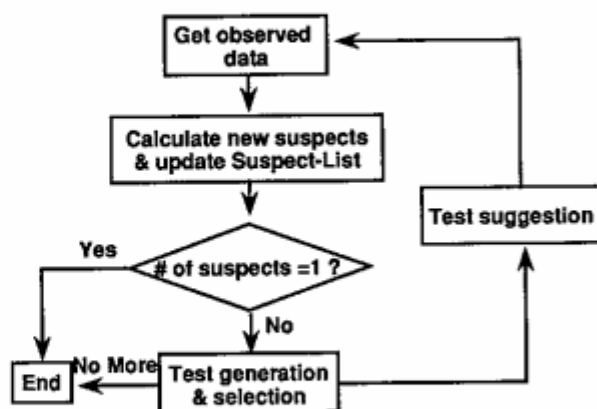 Get observed
data
Calculate new suspects
& update Suspect-List
Test suggestion
Yes
# of suspects =1 ?
No
No More
End
Test generation
& selection